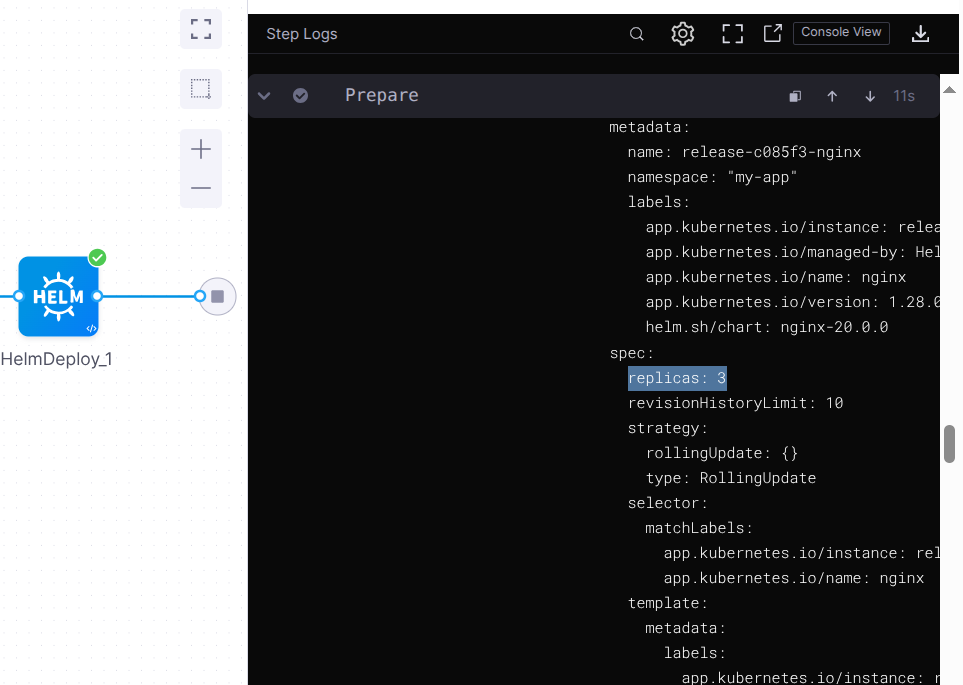 Step Logs
Console View
Prepare
11s
metadata:
name: release-c085f3-nginx
namespace: "my-app"
labels:
app.kubernetes.io/instance: relea
app.kubernetes.io/managed-by: Hel
app.kubernetes.io/name: nginx
app.kubernetes.io/version: 1.28.0
helm.sh/chart: nginx-20.0.0
spec:
replicas: 3
revisionHistoryLimit: 10
strategy:
rollingUpdate: {}
type: RollingUpdate
selector:
matchLabels:
app.kubernetes.io/instance: rel
app.kubernetes.io/name: nginx
template:
metadata:
labels:
app.kubernetes.io/instance: r
HELM
</>
HelmDeploy_1